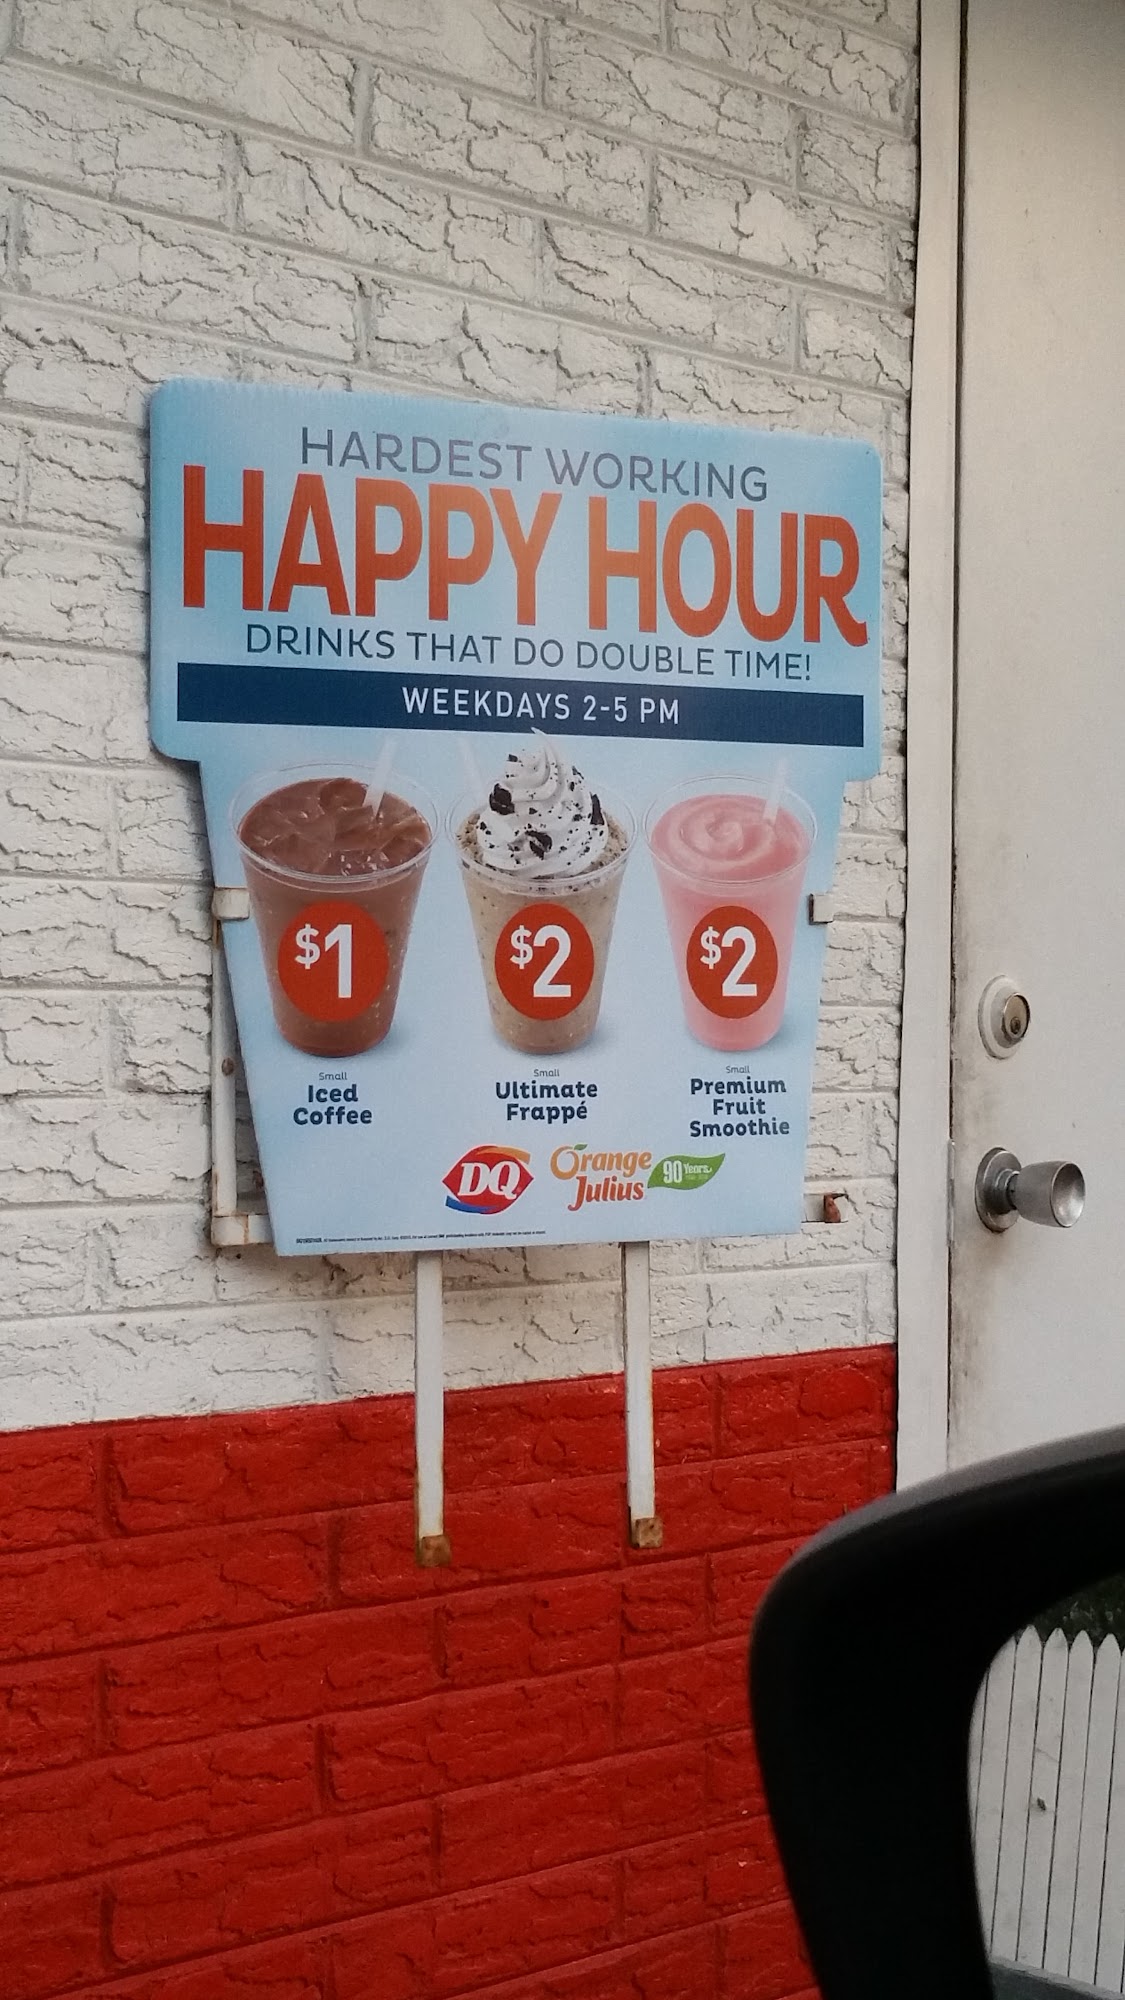 HARDEST WORKING
HAPPY HOUR
DRINKS THAT DO DOUBLE TIME!
WEEKDAYS 2-5 PM
$1
$2
$2
Small
Iced
Coffee
Small
Ultimate
Frappé
Small
Premium
Fruit
Smoothie
DQ
Orange
Julius
90 Years